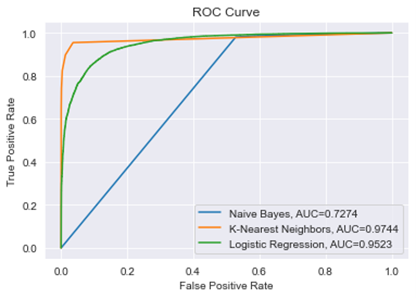 ROC Curve
True Positive Rate
1.0
0.8
0.6
0.4
0.2
0.0
Naive Bayes, AUC=0.7274
K-Nearest Neighbors, AUC=0.9744
Logistic Regression, AUC=0.9523
0.0 0.2 0.4 0.6 0.8 1.0
False Positive Rate